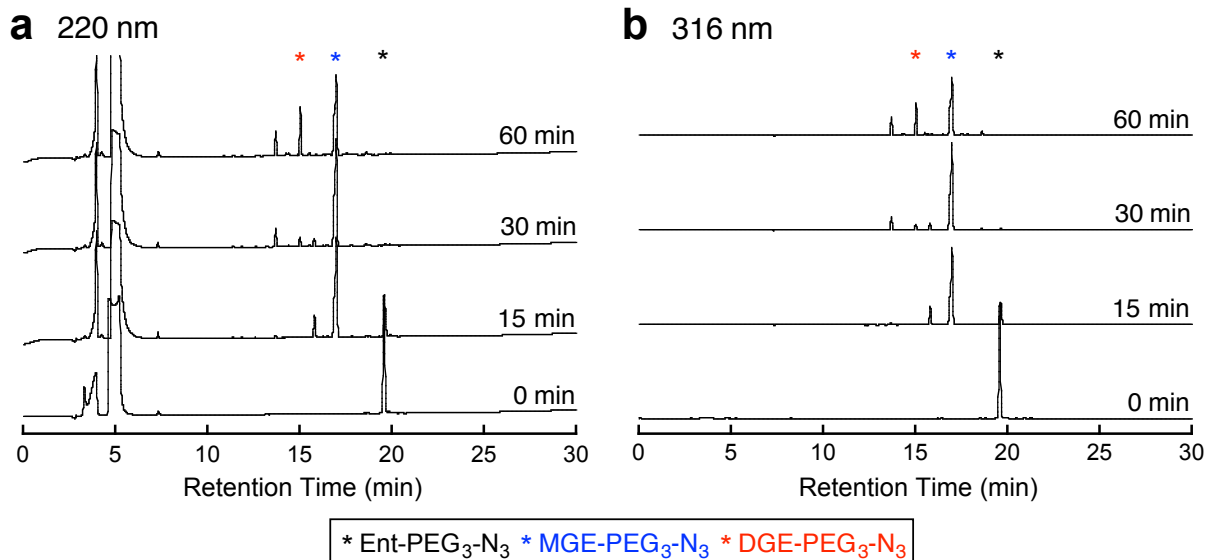 a 220 nm
* * *
60 min
30 min
15 min
0 min
0 5 10 15 20 25 30
Retention Time (min)
b 316 nm
* * *
60 min
30 min
15 min
0 min
0 5 10 15 20 25 30
Retention Time (min)
* Ent-PEG₃-N₃ * MGE-PEG₃-N₃ * DGE-PEG₃-N₃